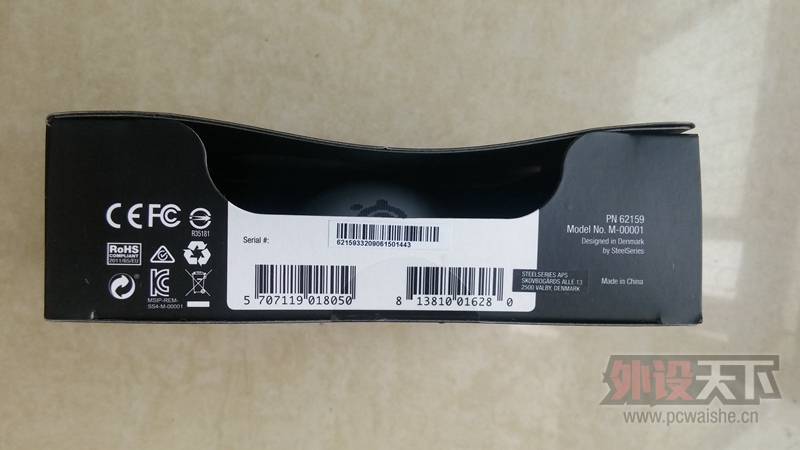 CE FC
R35181
RoHS
COMPLIANT
2011/65/EU
MSIP-REM-
SS4-M-00001
Serial #:
6215933209061501443
5 707119 018050
8 13810 01628 0
STEELSERIES APS
SKOVBOGÅRDS ALLÉ 13
2500 VALBY, DENMARK
PN 62159
Model No. M-00001
Designed in Denmark
by SteelSeries
Made in China
外设天下
www.pcwaishe.cn